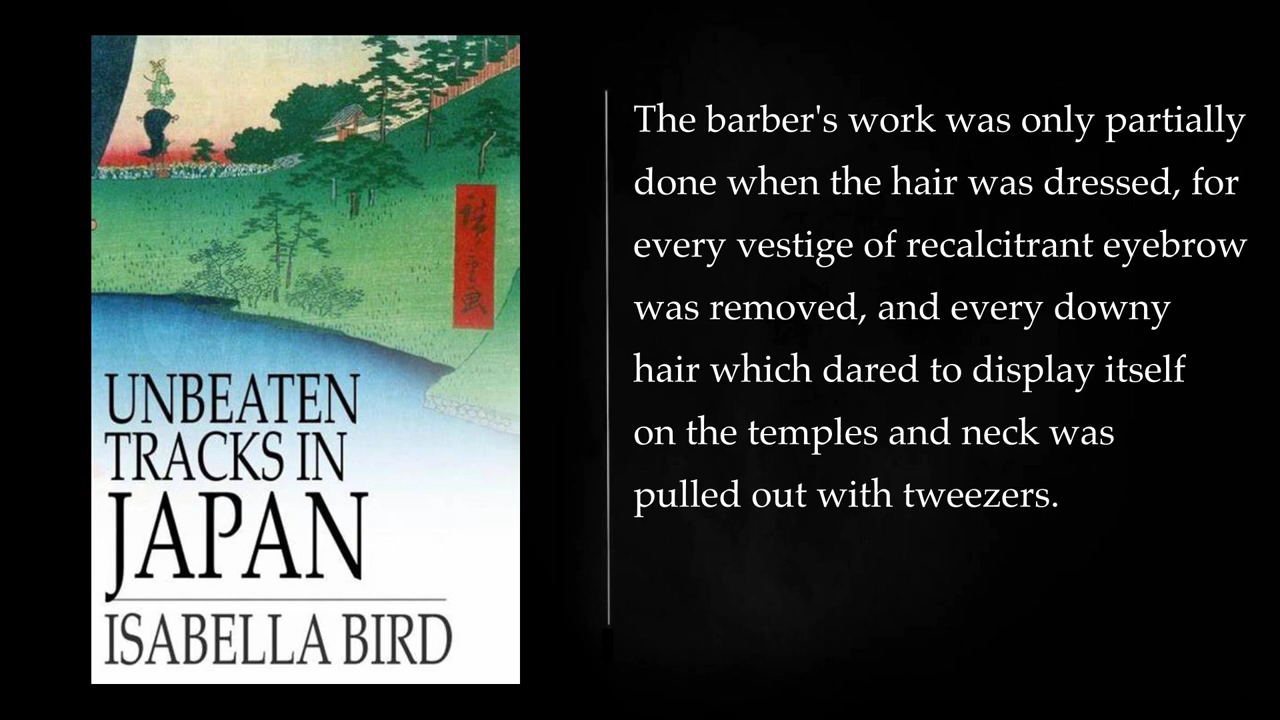 UNBEATEN
TRACKS IN
JAPAN
ISABELLA BIRD
The barber's work was only partially
done when the hair was dressed, for
every vestige of recalcitrant eyebrow
was removed, and every downy
hair which dared to display itself
on the temples and neck was
pulled out with tweezers.